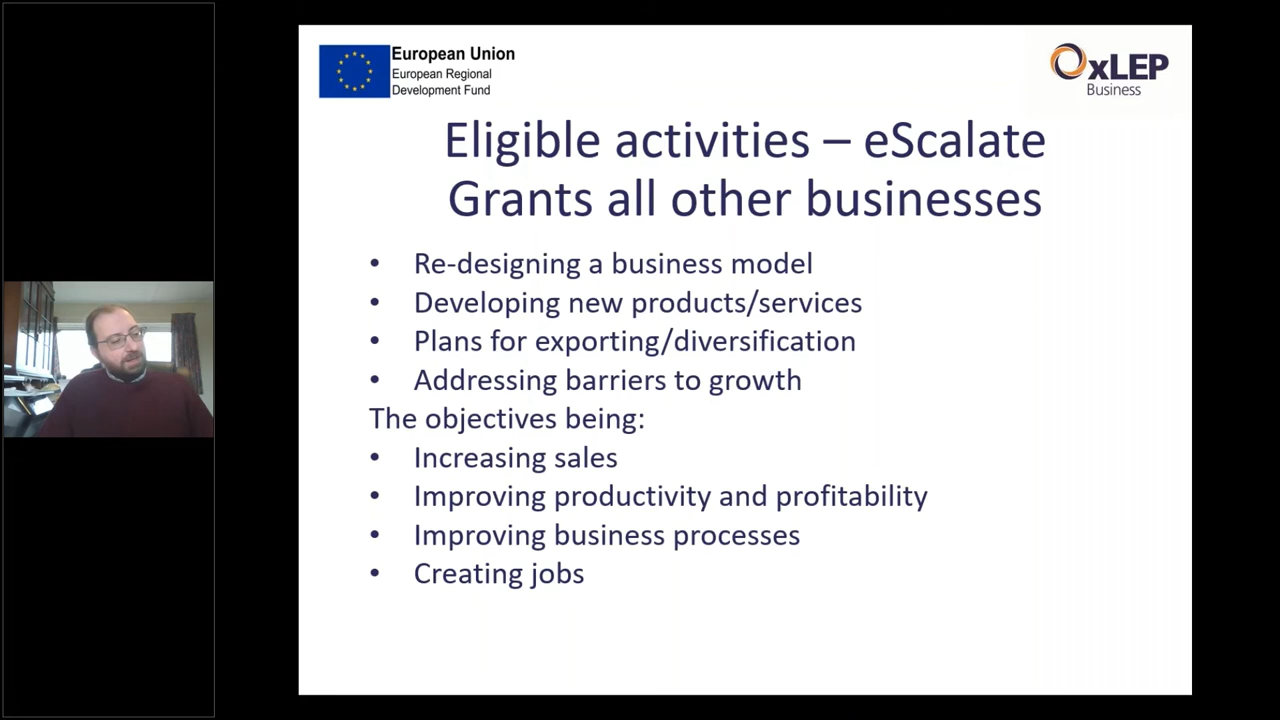 European Union
European Regional
Development Fund
OxLEP
Business
Eligible activities – eScalate
Grants all other businesses
• Re-designing a business model
• Developing new products/services
• Plans for exporting/diversification
• Addressing barriers to growth
The objectives being:
• Increasing sales
• Improving productivity and profitability
• Improving business processes
• Creating jobs